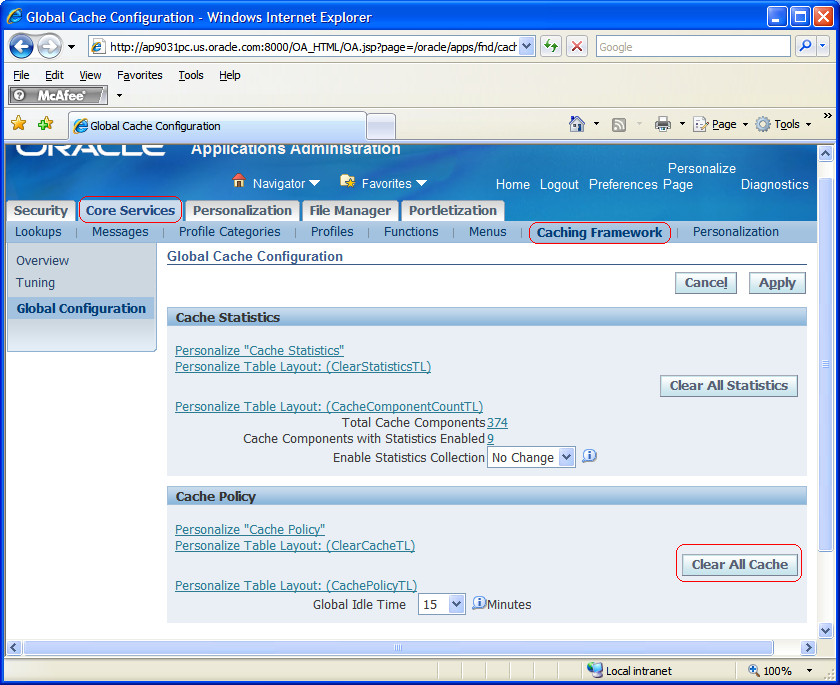 Global Cache Configuration - Windows Internet Explorer
http://ap9031pc.us.oracle.com:8000/OA_HTML/OA.jsp?page=/oracle/apps/fnd/cach
Google
File Edit View Favorites Tools Help
McAfee
Global Cache Configuration
Page Tools
ORACLE Applications Administration
Navigator Favorites
Home Logout Preferences Personalize Page Diagnostics
Security Core Services Personalization File Manager Portletization
Lookups Messages Profile Categories Profiles Functions Menus Caching Framework Personalization
Overview
Tuning
Global Configuration
Global Cache Configuration
Cancel Apply
Cache Statistics
Personalize "Cache Statistics"
Personalize Table Layout: (ClearStatisticsTL)
Clear All Statistics
Personalize Table Layout: (CacheComponentCountTL)
Total Cache Components 374
Cache Components with Statistics Enabled 9
Enable Statistics Collection No Change
Cache Policy
Personalize "Cache Policy"
Personalize Table Layout: (ClearCacheTL)
Clear All Cache
Personalize Table Layout: (CachePolicyTL)
Global Idle Time 15 Minutes
Local intranet 100%